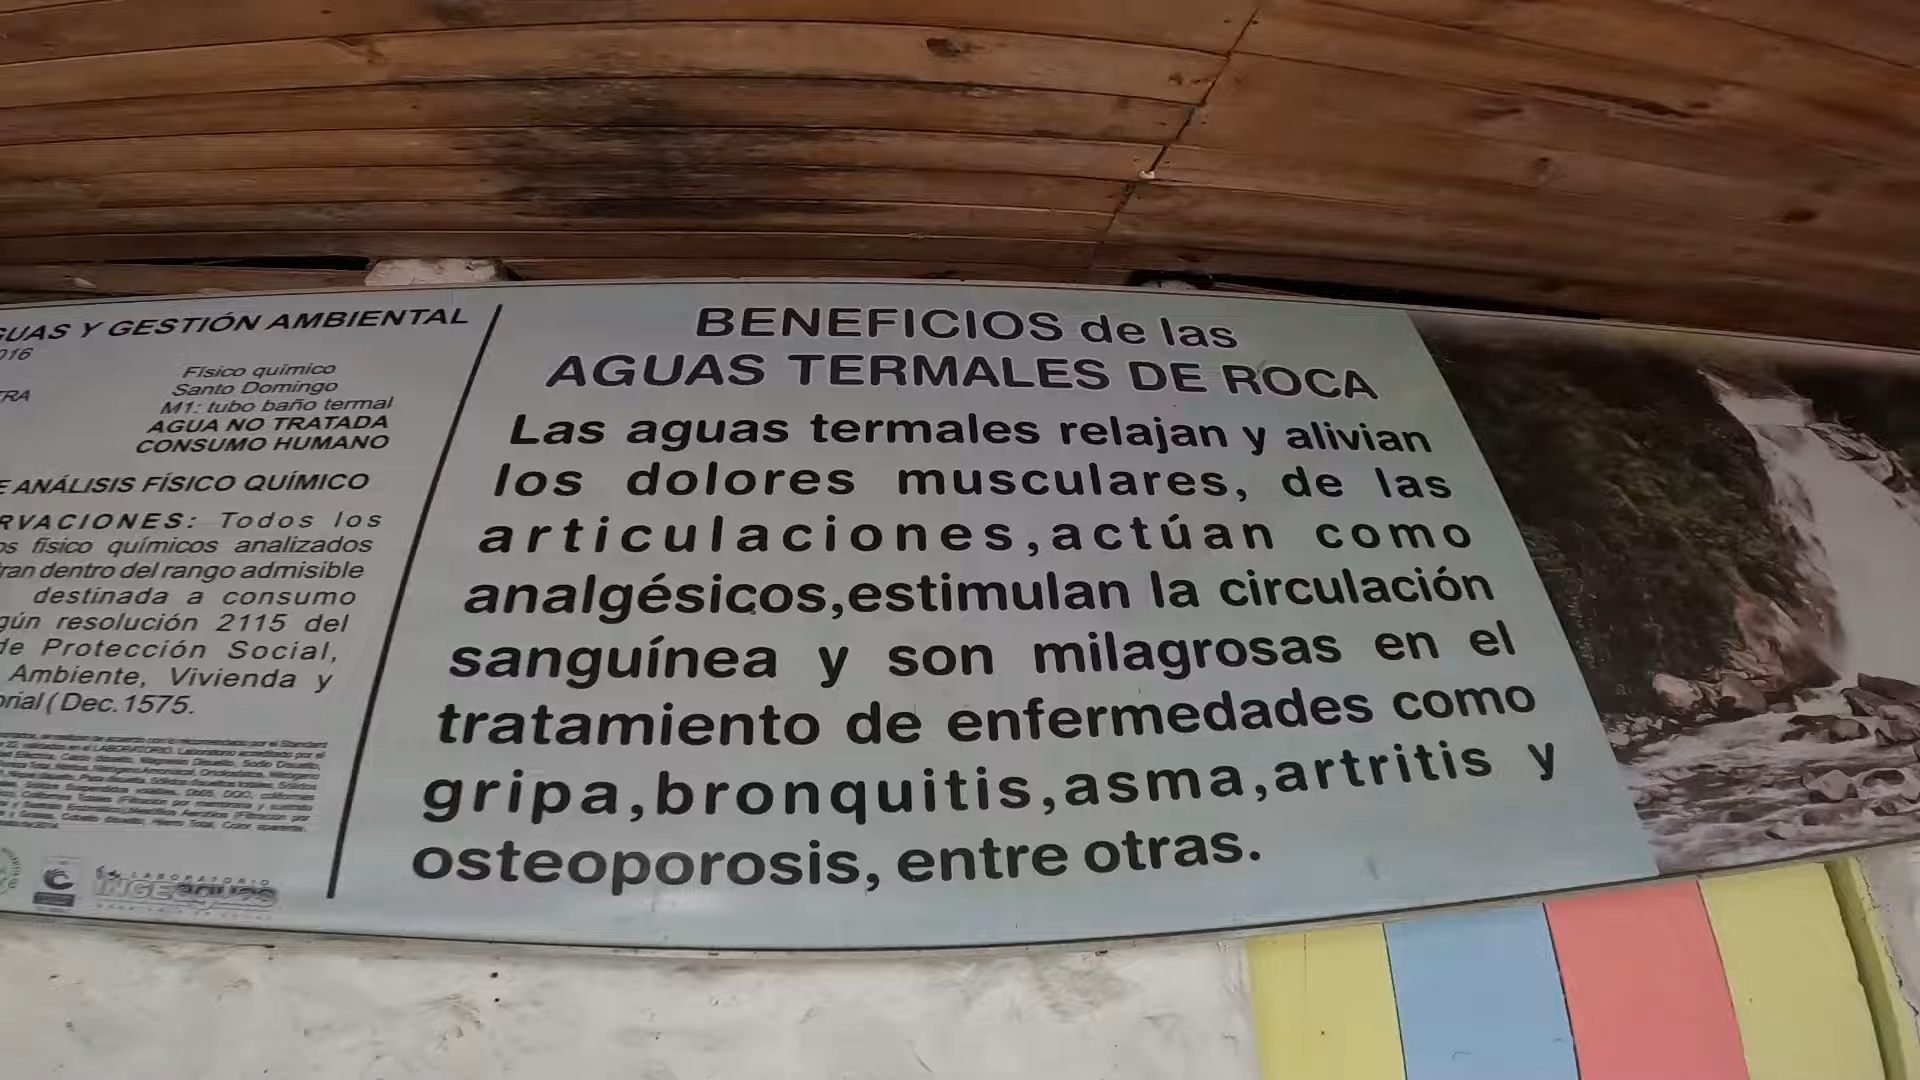 GUAS Y GESTIÓN AMBIENTAL
016
Físico químico
Santo Domingo
TRA
M1: tubo baño termal
AGUA NO TRATADA
CONSUMO HUMANO
E ANÁLISIS FÍSICO QUÍMICO
RVACIONES: Todos los
os físico químicos analizados
ran dentro del rango admisible
destinada a consumo
gún resolución 2115 del
de Protección Social,
Ambiente, Vivienda y
orial (Dec.1575.
LABORATORIO
INGEaguas
BENEFICIOS de las
AGUAS TERMALES DE ROCA
Las aguas termales relajan y alivian
los dolores musculares, de las
articulaciones,actúan como
analgésicos,estimulan la circulación
sanguínea y son milagrosas en el
tratamiento de enfermedades como
gripa,bronquitis,asma,artritis y
osteoporosis, entre otras.